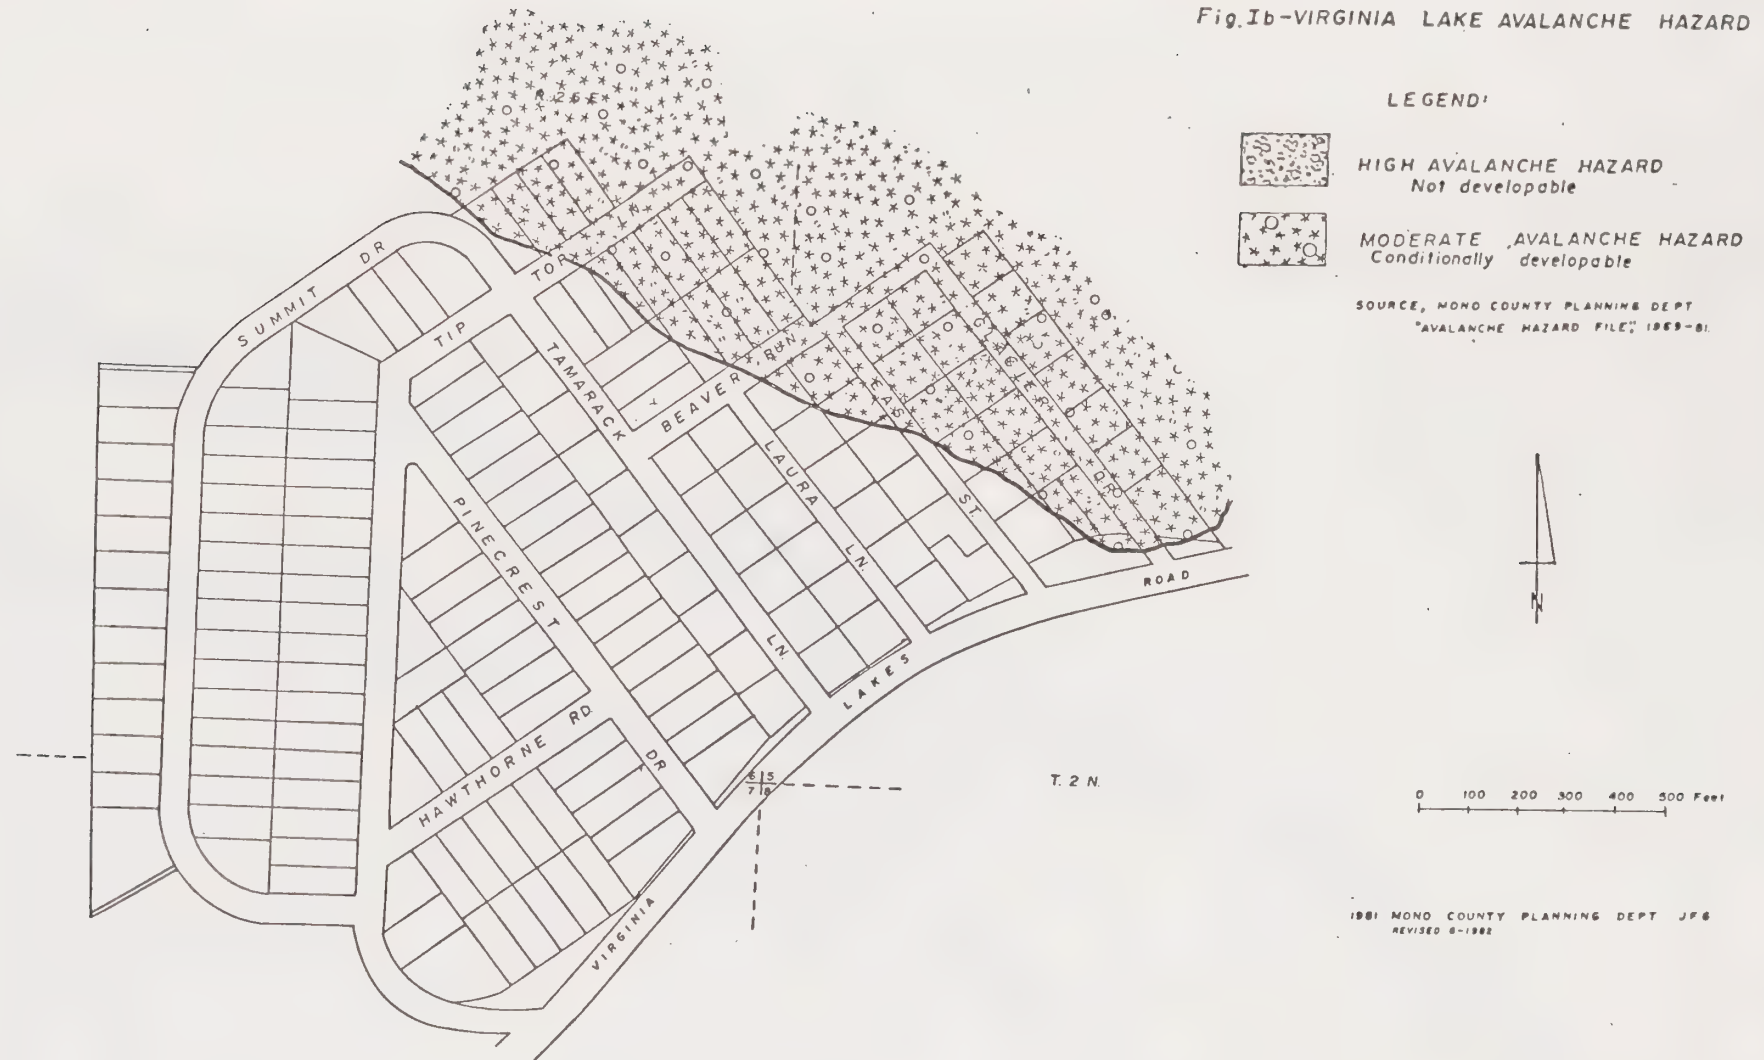 Fig.Ib-VIRGINIA LAKE AVALANCHE HAZARD
LEGEND:
HIGH AVALANCHE HAZARD
Not developable
MODERATE AVALANCHE HAZARD
Conditionally developable
SOURCE, MONO COUNTY PLANNING DEPT
"AVALANCHE HAZARD FILE", 1969-81.
R. 25E
SUMMIT DR
TIP TOP LN
TAMARACK LN.
BEAVER RUN
PINECREST DR
LAURA LN.
EAST ST.
DR
HAWTHORNE RD.
VIRGINIA LAKES ROAD
6 5
7 8
T. 2 N.
N
0 100 200 300 400 500 Feet
1981 MONO COUNTY PLANNING DEPT JFG
REVISED 6-1982